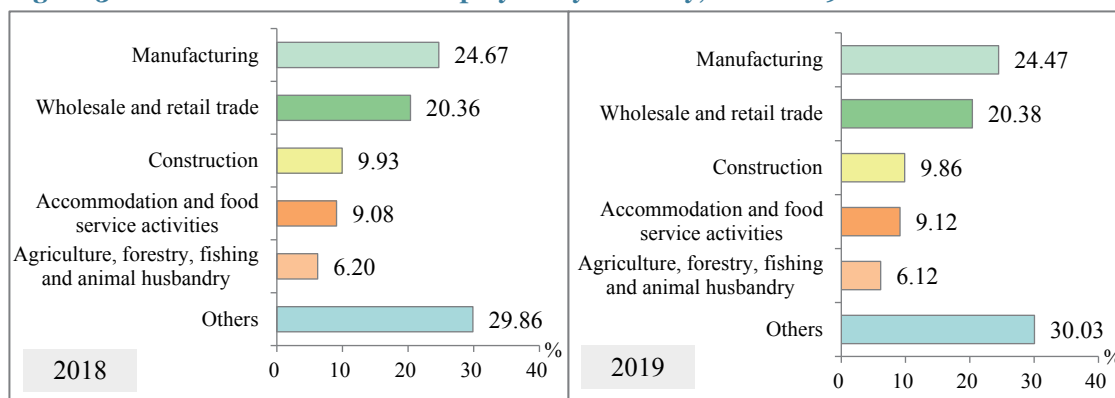 Manufacturing
24.67
Wholesale and retail trade
20.36
Construction
9.93
Accommodation and food
service activities
9.08
Agriculture, forestry, fishing
and animal husbandry
6.20
Others
29.86
%
0 10 20 30 40
2018
Manufacturing
24.47
Wholesale and retail trade
20.38
Construction
9.86
Accommodation and food
service activities
9.12
Agriculture, forestry, fishing
and animal husbandry
6.12
Others
30.03
%
0 10 20 30 40
2019